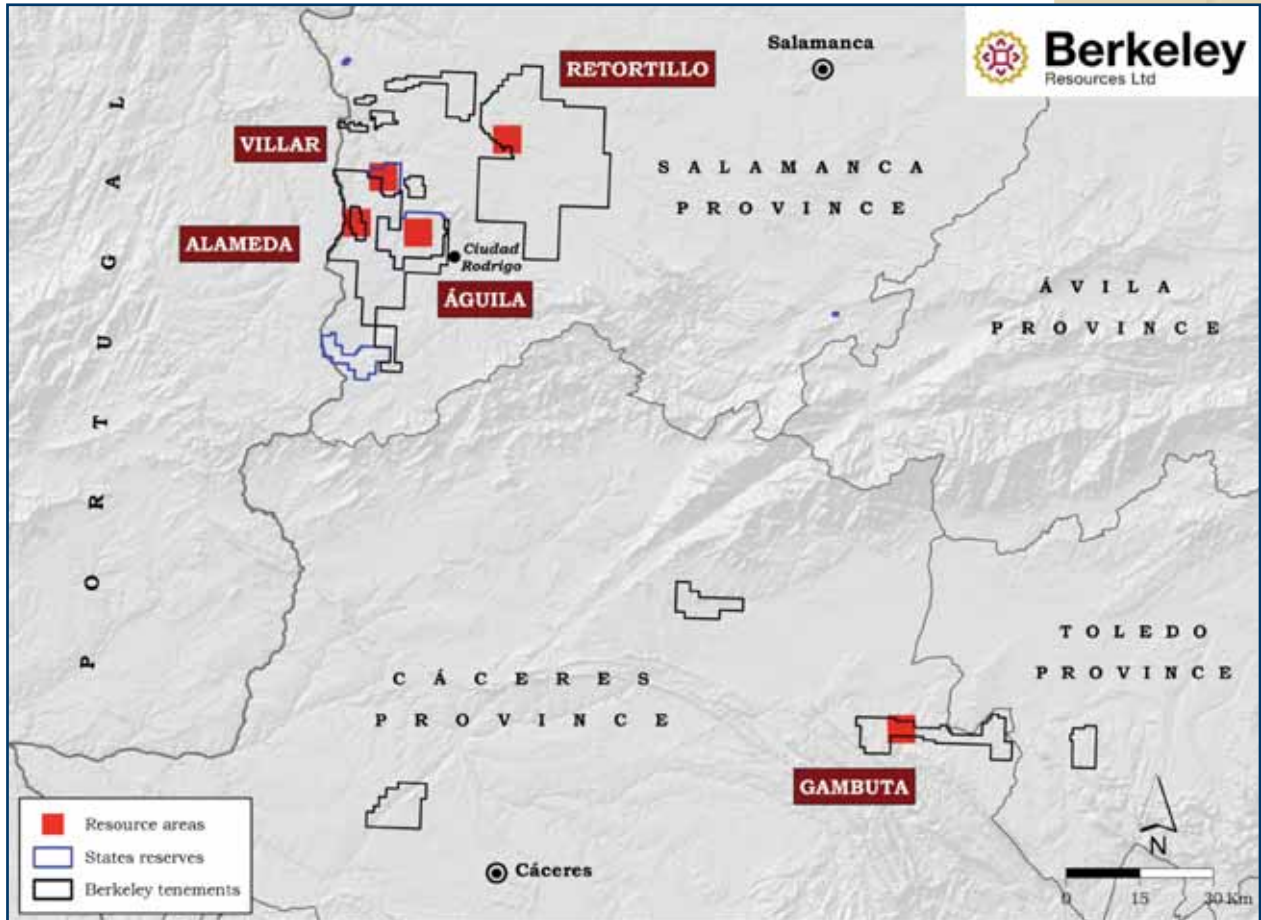 Salamanca
Berkeley
Resources Ltd
RETORTILLO
VILLAR
SALAMANCA
PROVINCE
ALAMEDA
Ciudad
Rodrigo
ÁGUILA
ÁVILA
PROVINCE
PORTUGAL
TOLEDO
PROVINCE
CÁCERES
PROVINCE
GAMBUTA
Resource areas
States reserves
Berkeley tenements
Cáceres
N
0 15 30 Km